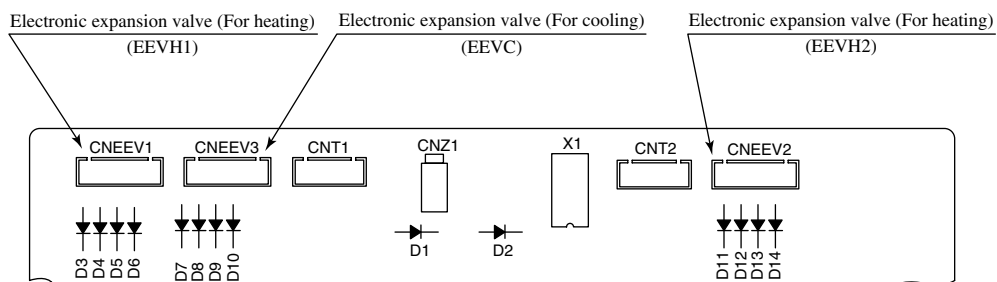 Electronic expansion valve (For heating)
(EEVH1)
Electronic expansion valve (For cooling)
(EEVC)
Electronic expansion valve (For heating)
(EEVH2)
CNEEV1
CNEEV3
CNT1
CNZ1
X1
CNT2
CNEEV2
D3
D4
D5
D6
D7
D8
D9
D10
D1
D2
D11
D12
D13
D14